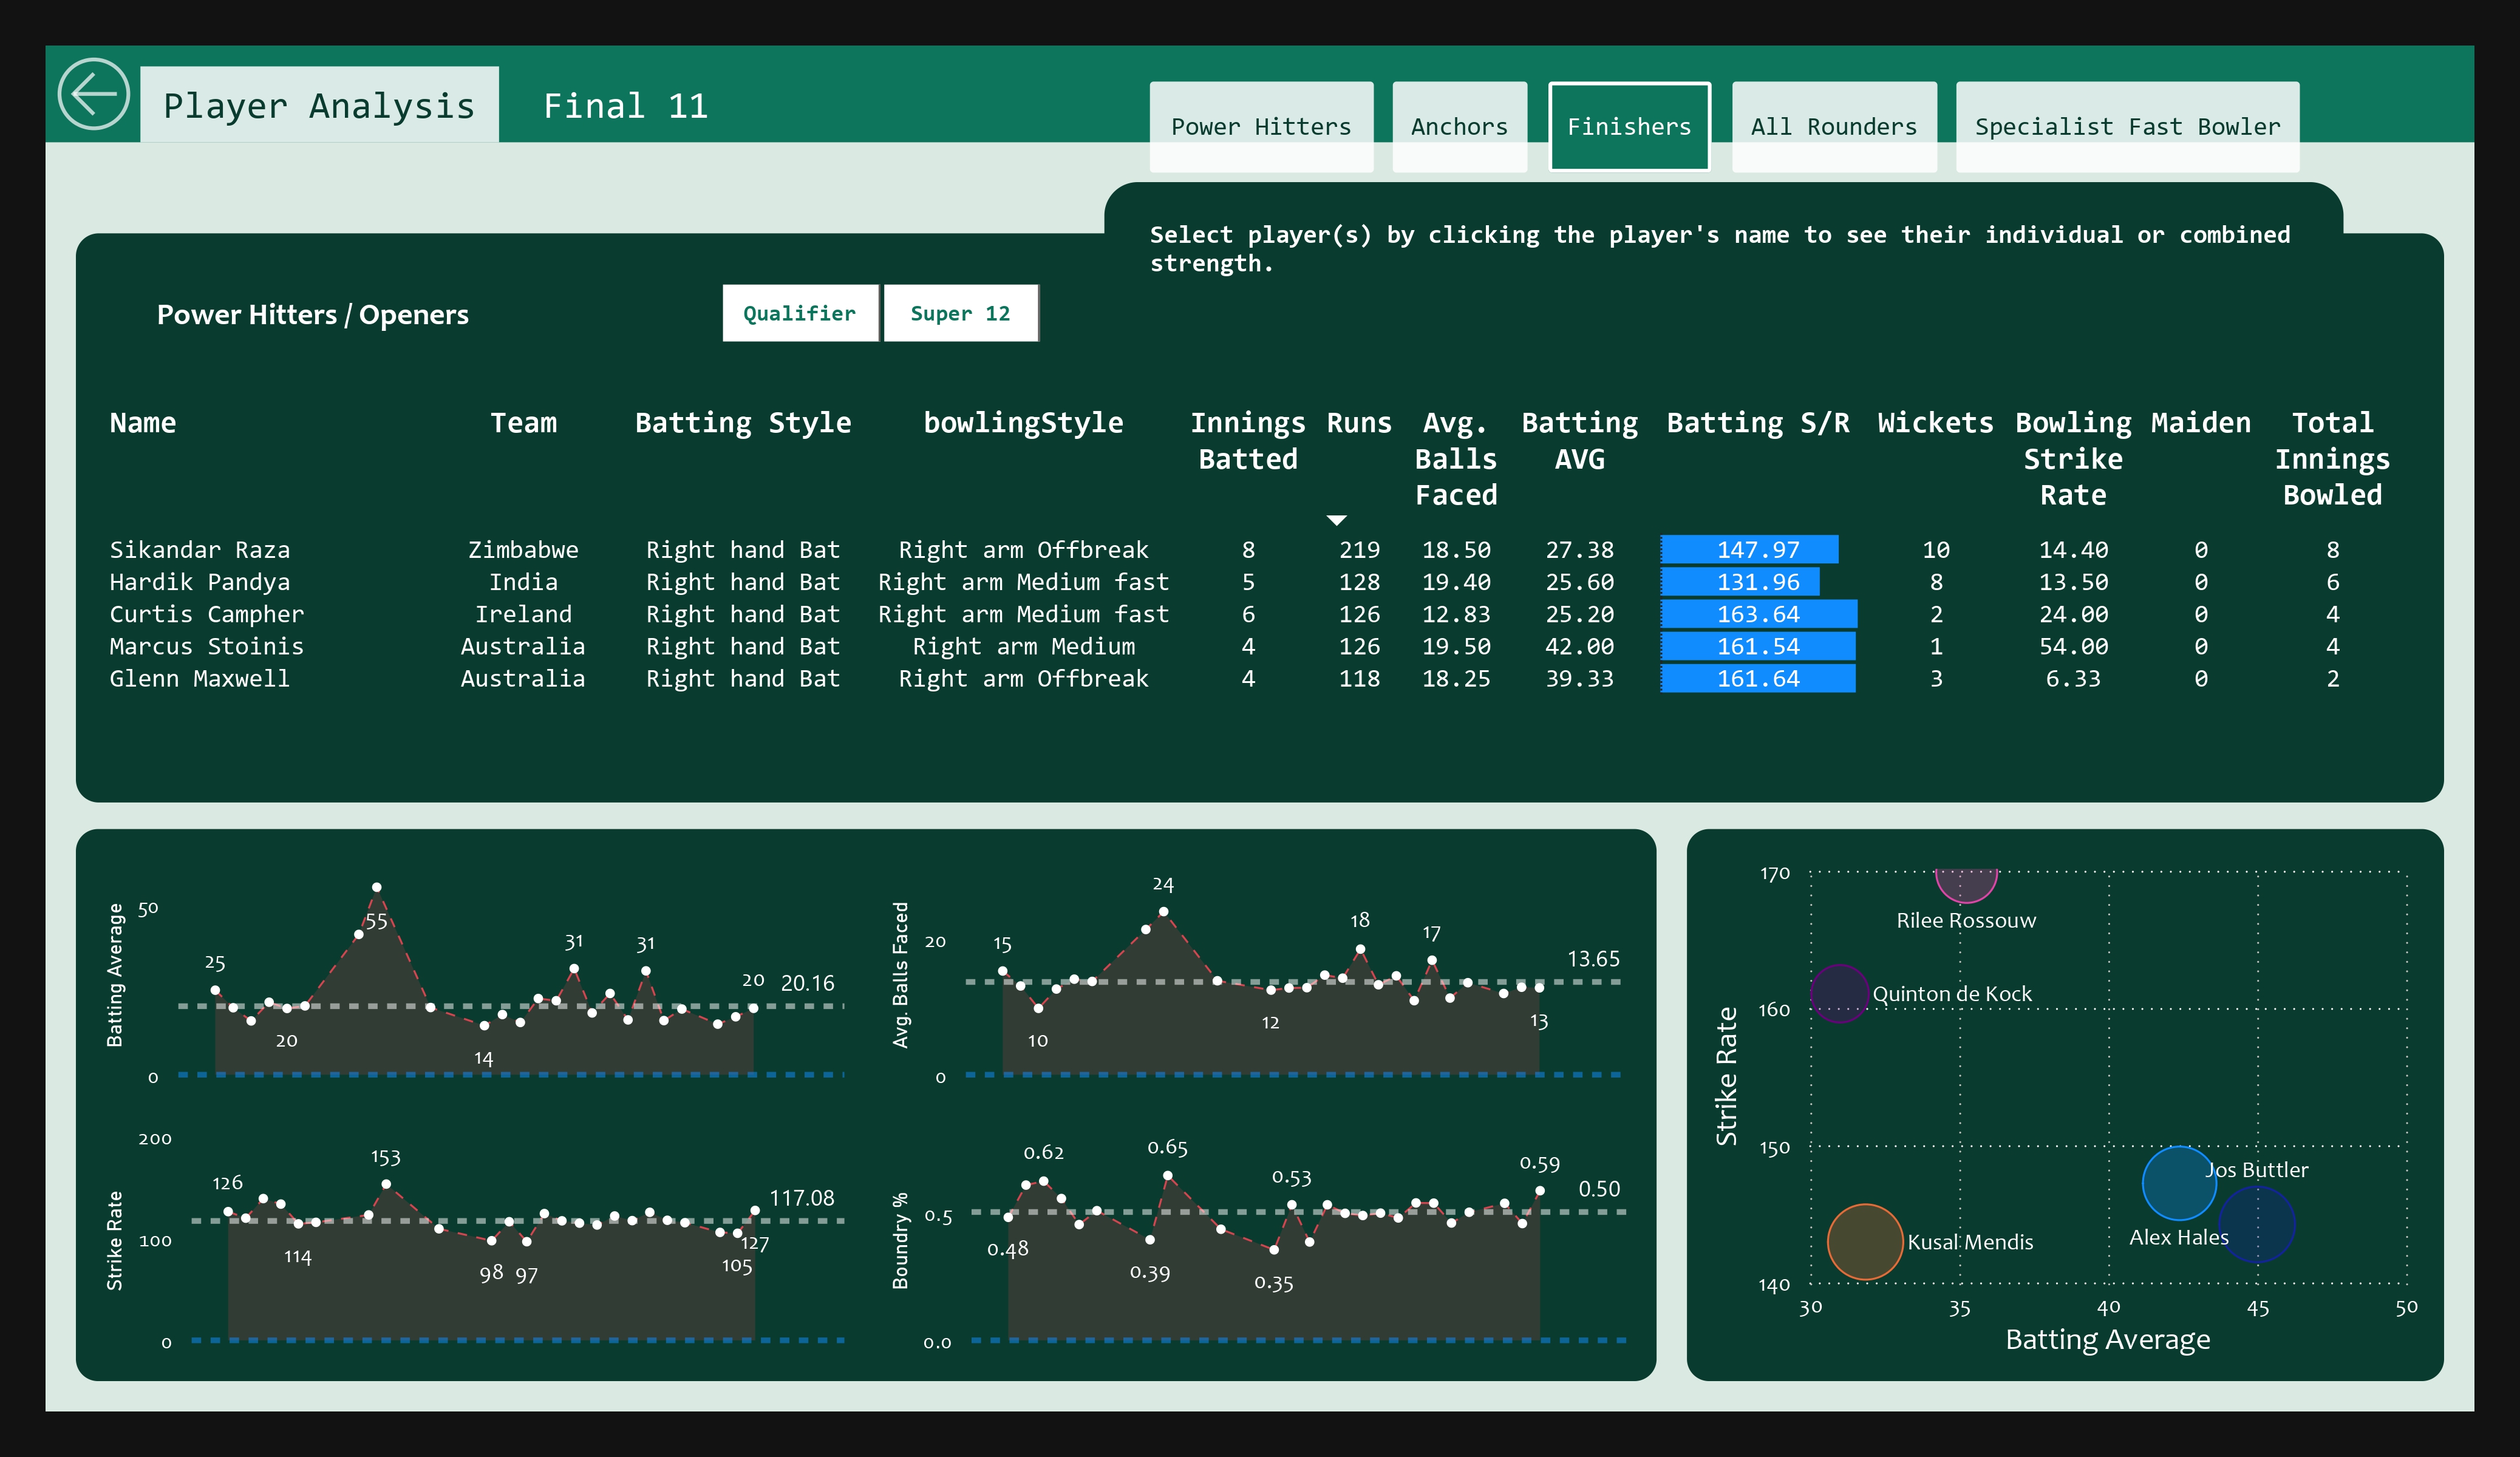 Player Analysis
Final 11
Power Hitters
Anchors
Finishers
All Rounders
Specialist Fast Bowler
Select player(s) by clicking the player's name to see their individual or combined
strength.
Power Hitters / Openers
Qualifier
Super 12
Name Team Batting Style bowlingStyle Innings Batted Runs Avg. Balls Faced Batting AVG Batting S/R Wickets Bowling Strike Rate Maiden Total Innings Bowled
Sikandar Raza Zimbabwe Right hand Bat Right arm Offbreak 8 219 18.50 27.38 147.97 10 14.40 0 8
Hardik Pandya India Right hand Bat Right arm Medium fast 5 128 19.40 25.60 131.96 8 13.50 0 6
Curtis Campher Ireland Right hand Bat Right arm Medium fast 6 126 12.83 25.20 163.64 2 24.00 0 4
Marcus Stoinis Australia Right hand Bat Right arm Medium 4 126 19.50 42.00 161.54 1 54.00 0 4
Glenn Maxwell Australia Right hand Bat Right arm Offbreak 4 118 18.25 39.33 161.64 3 6.33 0 2
Batting Average
50
0
25
20
55
14
31
31
20
20.16
Avg. Balls Faced
20
0
15
10
24
12
18
17
13
13.65
Strike Rate
200
100
0
126
114
153
98
97
105
127
117.08
Boundry %
0.5
0.0
0.48
0.62
0.39
0.65
0.35
0.53
0.59
0.50
Strike Rate
170
160
150
140
Rilee Rossouw
Quinton de Kock
Jos Buttler
Alex Hales
Kusal Mendis
30 35 40 45 50
Batting Average